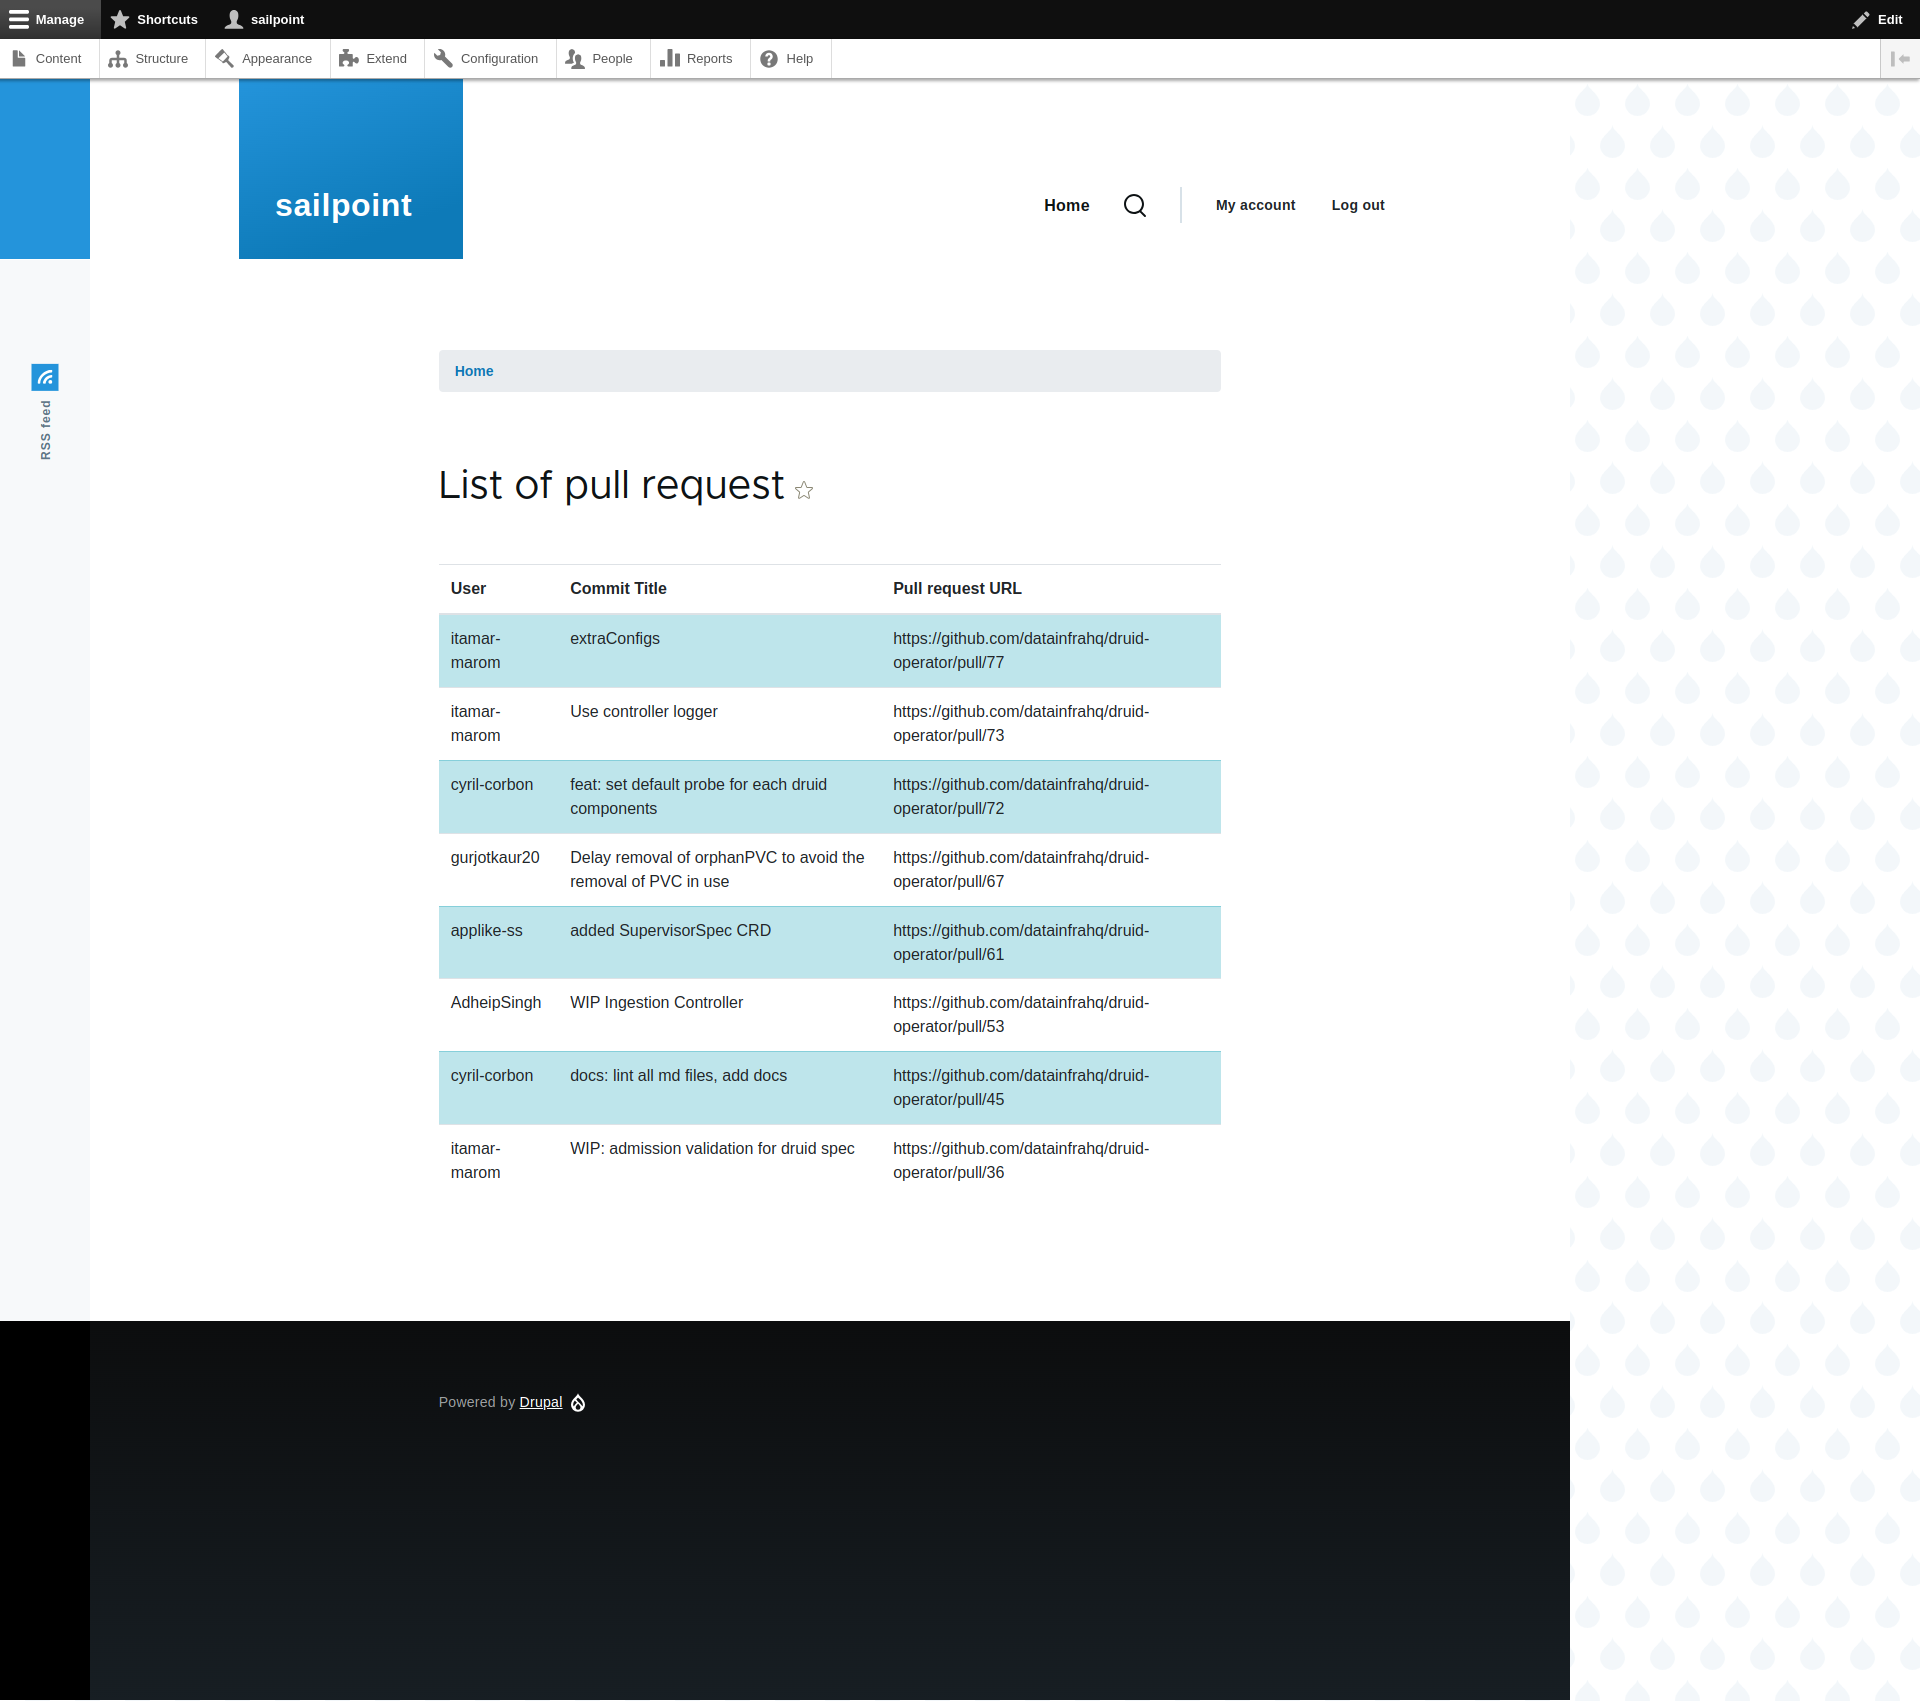 Manage Shortcuts sailpoint Edit
Content Structure Appearance Extend Configuration People Reports Help
sailpoint
Home My account Log out
Home
RSS feed
List of pull request
User Commit Title Pull request URL
itamar- extraConfigs https://github.com/datainfrahq/druid-
marom operator/pull/77
itamar- Use controller logger https://github.com/datainfrahq/druid-
marom operator/pull/73
cyril-corbon feat: set default probe for each druid https://github.com/datainfrahq/druid-
components operator/pull/72
gurjotkaur20 Delay removal of orphanPVC to avoid the https://github.com/datainfrahq/druid-
removal of PVC in use operator/pull/67
applike-ss added SupervisorSpec CRD https://github.com/datainfrahq/druid-
operator/pull/61
AdheipSingh WIP Ingestion Controller https://github.com/datainfrahq/druid-
operator/pull/53
cyril-corbon docs: lint all md files, add docs https://github.com/datainfrahq/druid-
operator/pull/45
itamar- WIP: admission validation for druid spec https://github.com/datainfrahq/druid-
marom operator/pull/36
Powered by Drupal